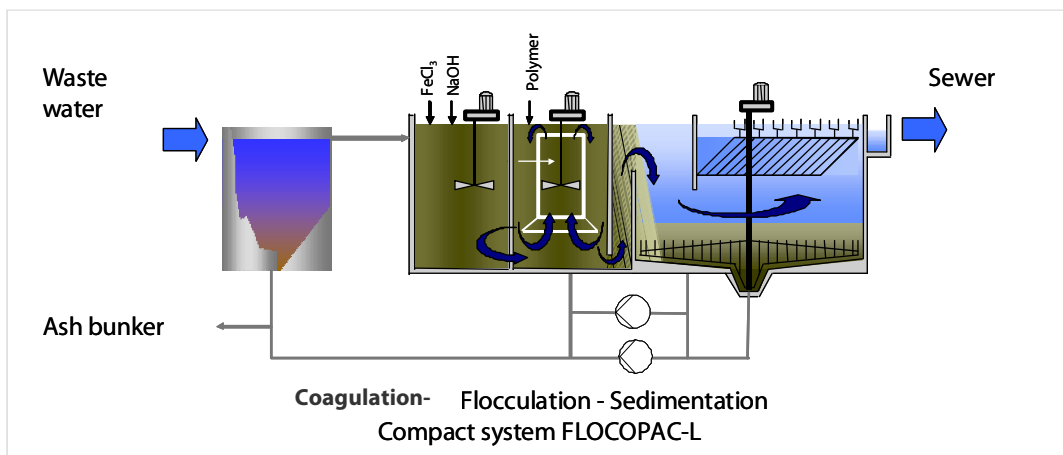 Waste
water
FeCl₃
NaOH
Polymer
Sewer
Ash bunker
Coagulation- Flocculation - Sedimentation
Compact system FLOCOPAC-L